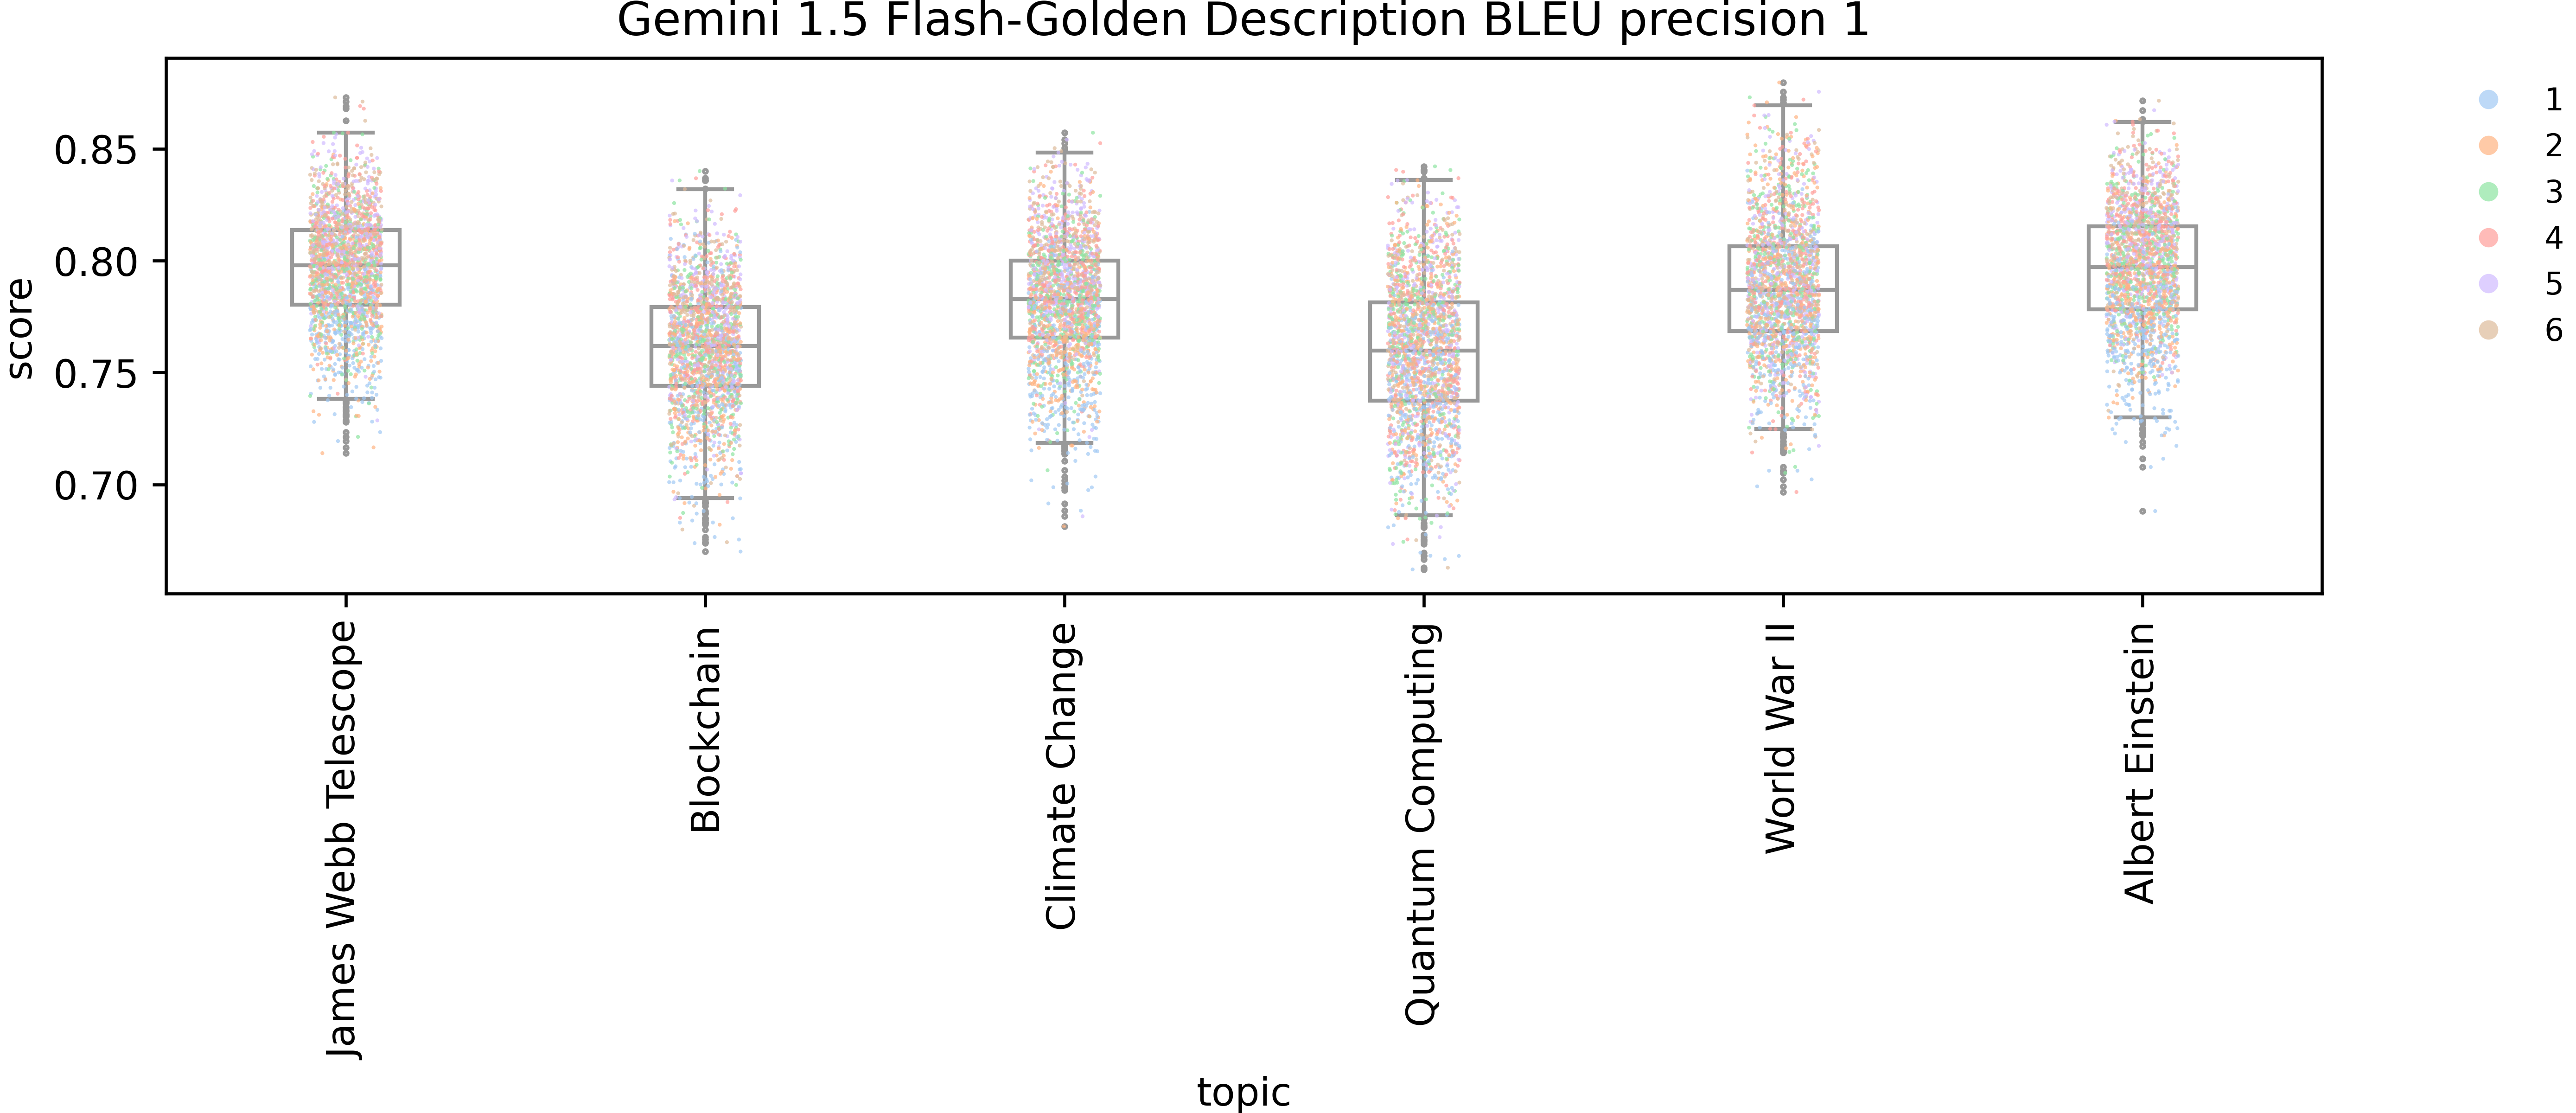 Gemini 1.5 Flash-Golden Description BLEU precision 1
score
0.85
0.80
0.75
0.70
James Webb Telescope
Blockchain
Climate Change
Quantum Computing
World War II
Albert Einstein
topic
1
2
3
4
5
6